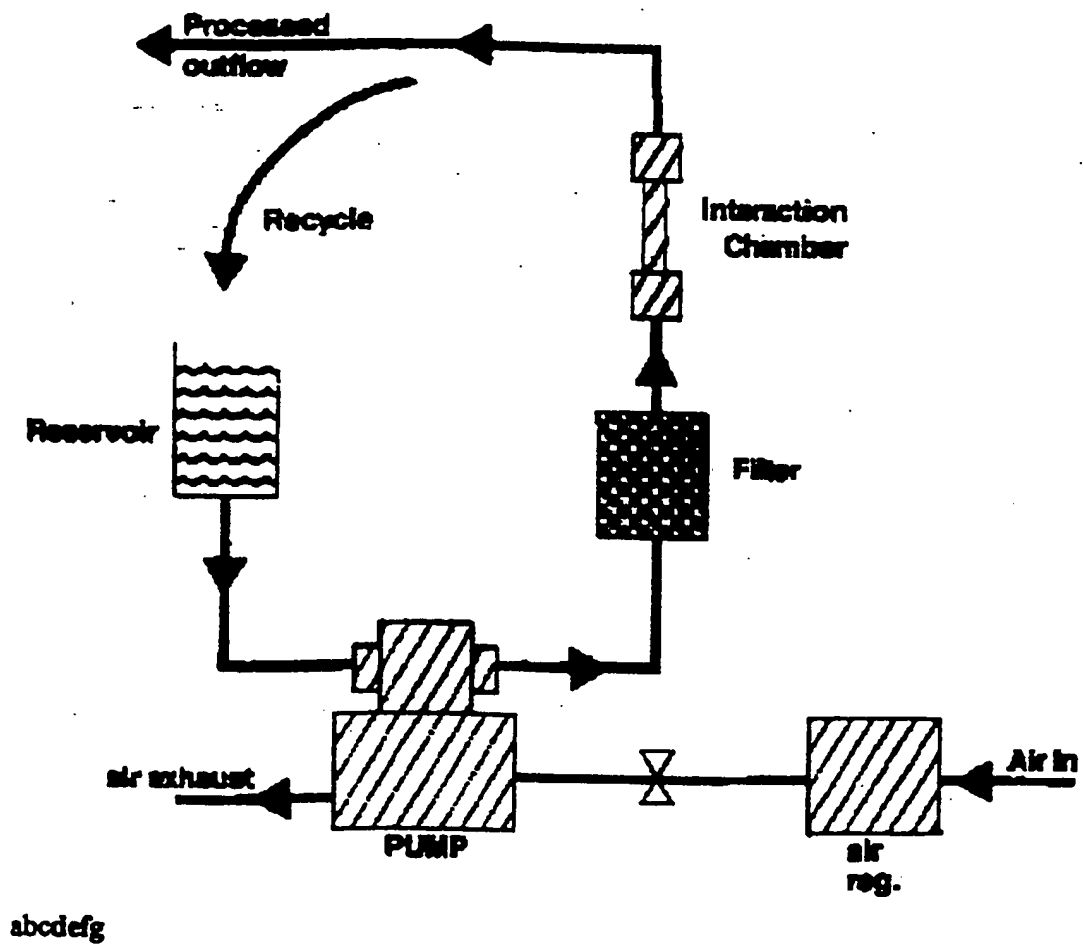 Processed
outflow
Recycle
Interaction
Chamber
Reservoir
Filter
Air in
air exhaust
PUMP
air
reg.
abcdefg